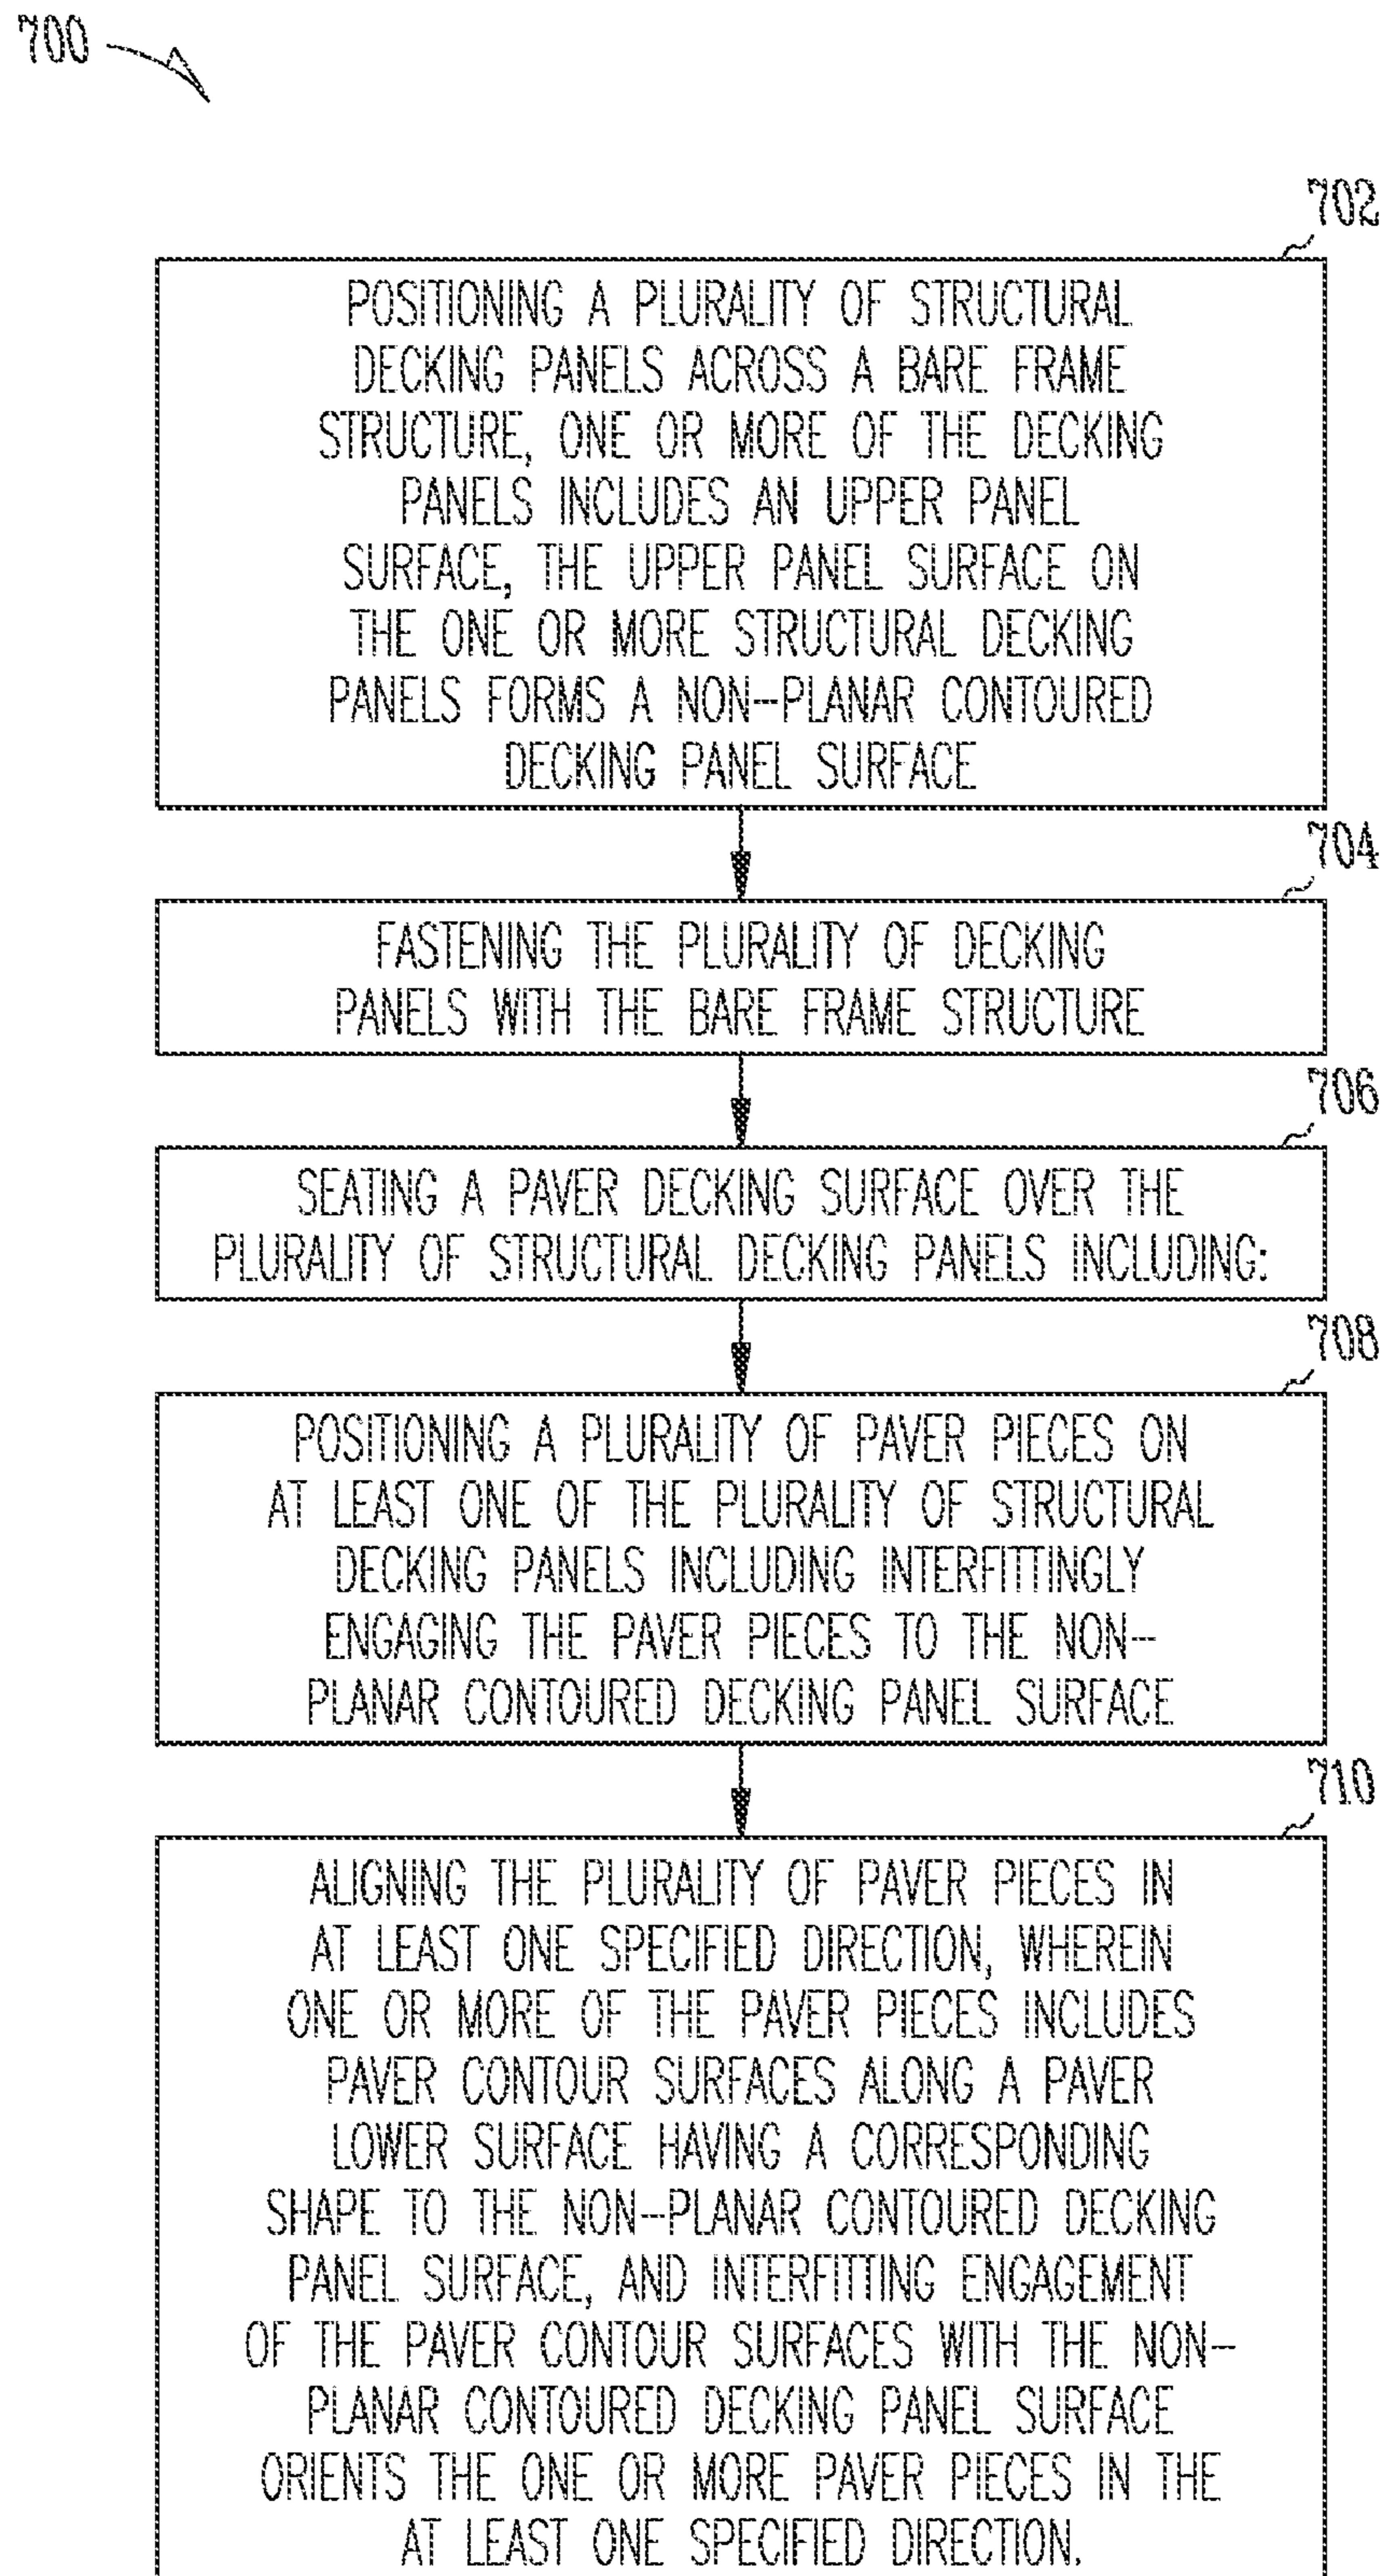 700
702
POSITIONING A PLURALITY OF STRUCTURAL
DECKING PANELS ACROSS A BARE FRAME
STRUCTURE, ONE OR MORE OF THE DECKING
PANELS INCLUDES AN UPPER PANEL
SURFACE, THE UPPER PANEL SURFACE ON
THE ONE OR MORE STRUCTURAL DECKING
PANELS FORMS A NON-PLANAR CONTOURED
DECKING PANEL SURFACE
704
FASTENING THE PLURALITY OF DECKING
PANELS WITH THE BARE FRAME STRUCTURE
706
SEATING A PAVER DECKING SURFACE OVER THE
PLURALITY OF STRUCTURAL DECKING PANELS INCLUDING:
708
POSITIONING A PLURALITY OF PAVER PIECES ON
AT LEAST ONE OF THE PLURALITY OF STRUCTURAL
DECKING PANELS INCLUDING INTERFITTINGLY
ENGAGING THE PAVER PIECES TO THE NON-
PLANAR CONTOURED DECKING PANEL SURFACE
710
ALIGNING THE PLURALITY OF PAVER PIECES IN
AT LEAST ONE SPECIFIED DIRECTION, WHEREIN
ONE OR MORE OF THE PAVER PIECES INCLUDES
PAVER CONTOUR SURFACES ALONG A PAVER
LOWER SURFACE HAVING A CORRESPONDING
SHAPE TO THE NON-PLANAR CONTOURED DECKING
PANEL SURFACE, AND INTERFITTING ENGAGEMENT
OF THE PAVER CONTOUR SURFACES WITH THE NON-
PLANAR CONTOURED DECKING PANEL SURFACE
ORIENTS THE ONE OR MORE PAVER PIECES IN THE
AT LEAST ONE SPECIFIED DIRECTION.